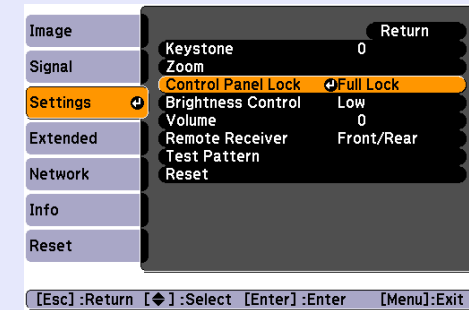 Image
Signal
Settings
Extended
Network
Info
Reset
Return
Keystone 0
Zoom
Control Panel Lock Full Lock
Brightness Control Low
Volume 0
Remote Receiver Front/Rear
Test Pattern
Reset
[Esc] :Return [◆] :Select [Enter] :Enter [Menu]:Exit